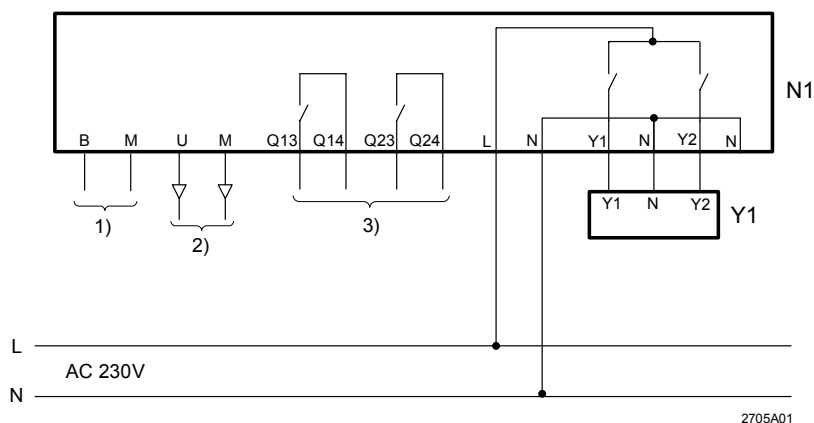 N1
B M U M Q13 Q14 Q23 Q24 L N Y1 N Y2 N
Y1 N Y2
Y1
1)
2)
3)
L
AC 230V
N
2705A01